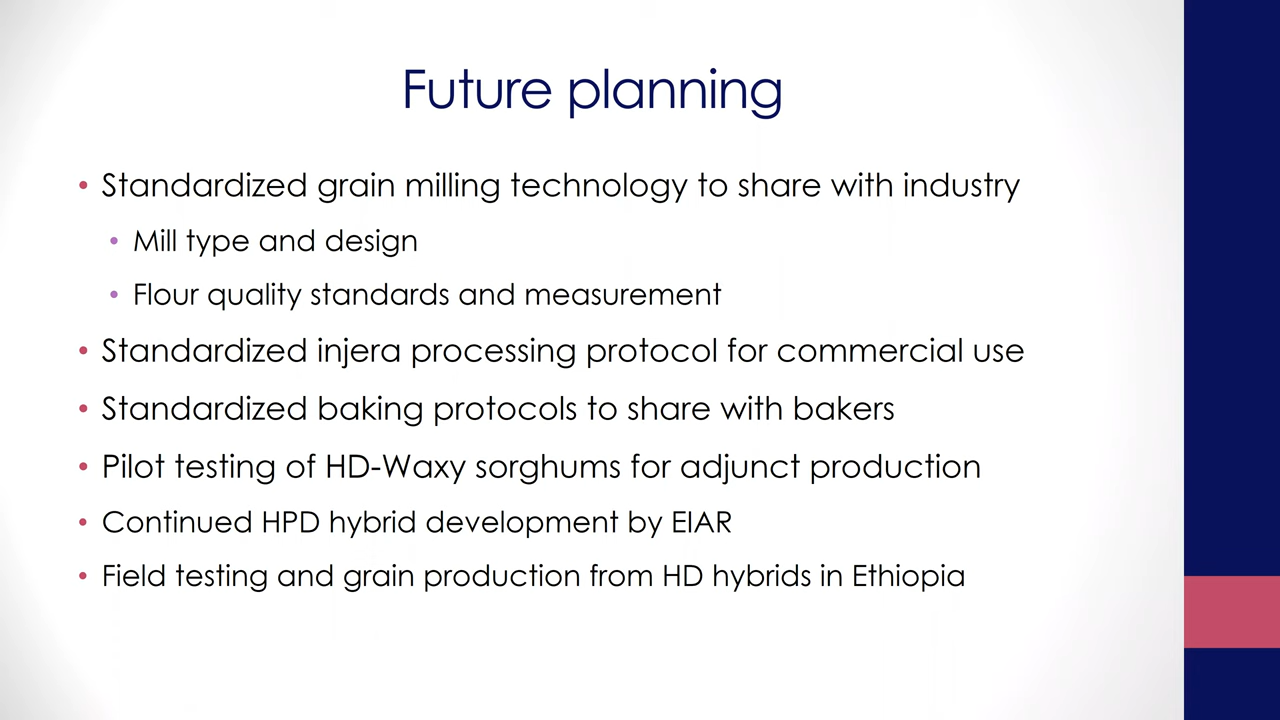 Future planning
• Standardized grain milling technology to share with industry
• Mill type and design
• Flour quality standards and measurement
• Standardized injera processing protocol for commercial use
• Standardized baking protocols to share with bakers
• Pilot testing of HD-Waxy sorghums for adjunct production
• Continued HPD hybrid development by EIAR
• Field testing and grain production from HD hybrids in Ethiopia